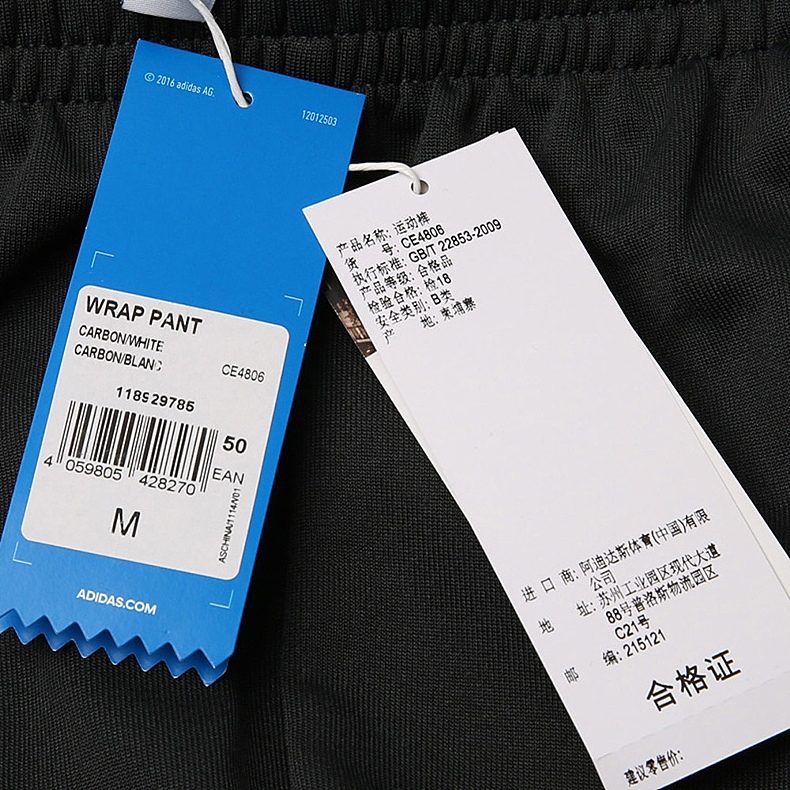 © 2016 adidas AG.
12012503
WRAP PANT
CARBON/WHITE
CARBON/BLANC
CE4806
118929785
50
EAN
4 059805 428270
M
ASCHINA/1114/V01
ADIDAS.COM
产品名称: 运动裤
货 号: CE4806
执行标准: GB/T 22853-2009
产品等级: 合格品
检验合格: 检18
安全类别: B类
产 地: 柬埔寨
进 口 商: 阿迪达斯体育(中国)有限
公司
地 址: 苏州工业园区现代大道
88号普洛斯物流园区
C21号
邮 编: 215121
合格证
建议零售价: